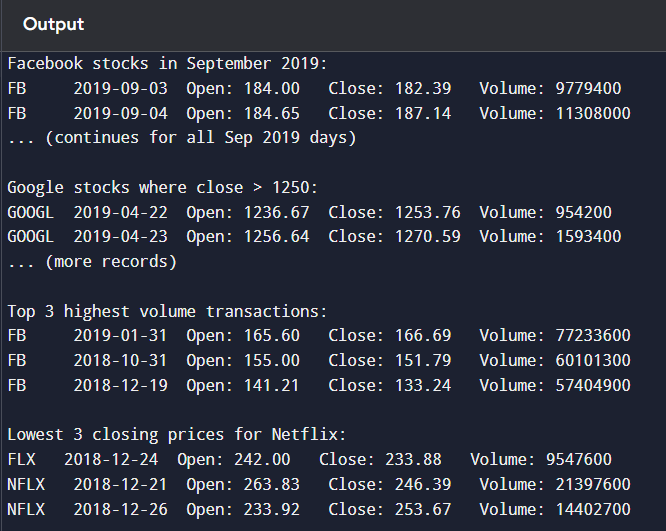 Output
Facebook stocks in September 2019:
FB 2019-09-03 Open: 184.00 Close: 182.39 Volume: 9779400
FB 2019-09-04 Open: 184.65 Close: 187.14 Volume: 11308000
... (continues for all Sep 2019 days)
Google stocks where close > 1250:
GOOGL 2019-04-22 Open: 1236.67 Close: 1253.76 Volume: 954200
GOOGL 2019-04-23 Open: 1256.64 Close: 1270.59 Volume: 1593400
... (more records)
Top 3 highest volume transactions:
FB 2019-01-31 Open: 165.60 Close: 166.69 Volume: 77233600
FB 2018-10-31 Open: 155.00 Close: 151.79 Volume: 60101300
FB 2018-12-19 Open: 141.21 Close: 133.24 Volume: 57404900
Lowest 3 closing prices for Netflix:
FLX 2018-12-24 Open: 242.00 Close: 233.88 Volume: 9547600
NFLX 2018-12-21 Open: 263.83 Close: 246.39 Volume: 21397600
NFLX 2018-12-26 Open: 233.92 Close: 253.67 Volume: 14402700